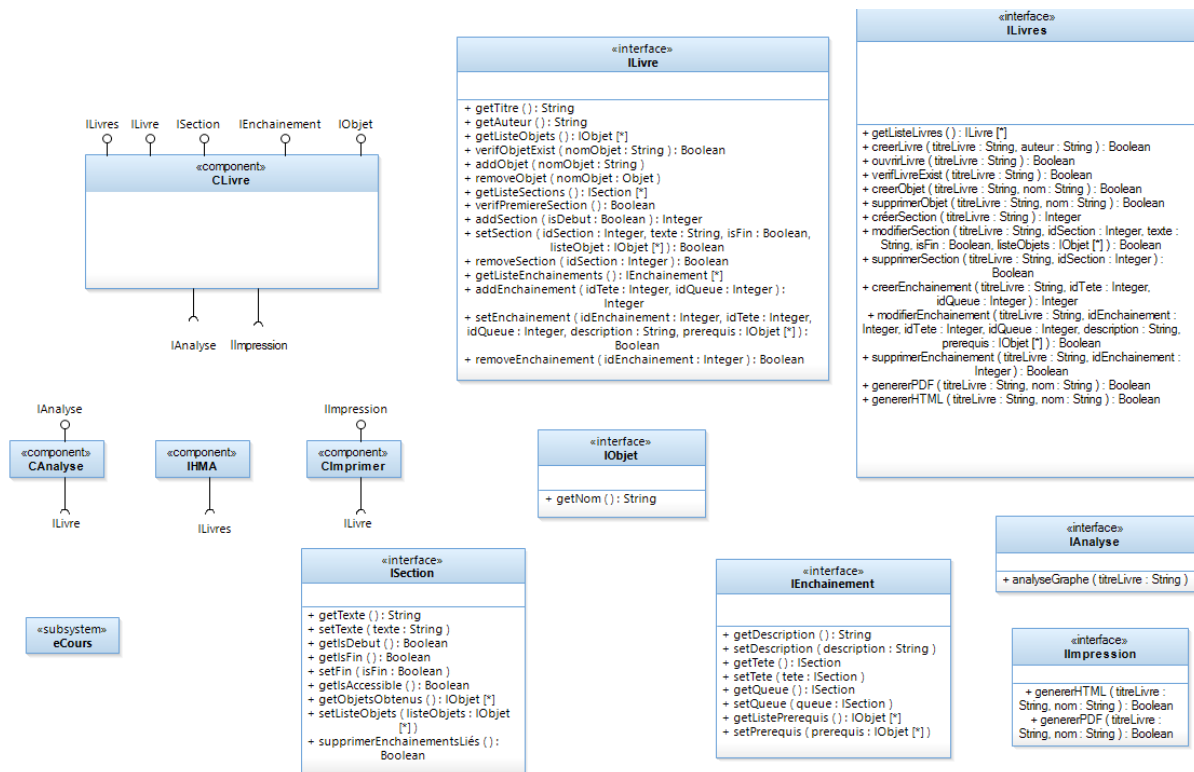 ILivres
ILivre
ISection
IEnchainement
IObjet
«component»
CLivre
IAnalyse
IImpression
IAnalyse
«component»
CAnalyse
ILivre
«component»
IHMA
ILivres
IImpression
«component»
CImprimer
ILivre
«subsystem»
eCours
«interface»
ILivre
+ getTitre ( ) : String
+ getAuteur ( ) : String
+ getListeObjets ( ) : IObjet [*]
+ verifObjetExist ( nomObjet : String ) : Boolean
+ addObjet ( nomObjet : String )
+ removeObjet ( nomObjet : Objet )
+ getListeSections ( ) : ISection [*]
+ verifPremiereSection ( ) : Boolean
+ addSection ( isDebut : Boolean ) : Integer
+ setSection ( idSection : Integer, texte : String, isFin : Boolean,
listeObjet : IObjet [*] ) : Boolean
+ removeSection ( idSection : Integer ) : Boolean
+ getListeEnchainements ( ) : IEnchainement [*]
+ addEnchainement ( idTete : Integer, idQueue : Integer ) :
Integer
+ setEnchainement ( idEnchainement : Integer, idTete : Integer,
idQueue : Integer, description : String, prerequis : IObjet [*] ) :
Boolean
+ removeEnchainement ( idEnchainement : Integer ) : Boolean
«interface»
ILivres
+ getListeLivres ( ) : ILivre [*]
+ creerLivre ( titreLivre : String, auteur : String ) : Boolean
+ ouvrirLivre ( titreLivre : String ) : Boolean
+ verifLivreExist ( titreLivre : String ) : Boolean
+ creerObjet ( titreLivre : String, nom : String ) : Boolean
+ supprimerObjet ( titreLivre : String, nom : String ) : Boolean
+ créerSection ( titreLivre : String ) : Integer
+ modifierSection ( titreLivre : String, idSection : Integer, texte
: String, isFin : Boolean, listeObjets : IObjet [*] ) : Boolean
+ supprimerSection ( titreLivre : String, idSection : Integer ) :
Boolean
+ creerEnchainement ( titreLivre : String, idTete : Integer,
idQueue : Integer ) : Integer
+ modifierEnchainement ( titreLivre : String, idEnchainement :
Integer, idTete : Integer, idQueue : Integer, description : String,
prerequis : IObjet [*] ) : Boolean
+ supprimerEnchainement ( titreLivre : String, idEnchainement :
Integer ) : Boolean
+ genererPDF ( titreLivre : String, nom : String ) : Boolean
+ genererHTML ( titreLivre : String, nom : String ) : Boolean
«interface»
IObjet
+ getNom ( ) : String
«interface»
ISection
+ getTexte ( ) : String
+ setTexte ( texte : String )
+ getIsDebut ( ) : Boolean
+ getIsFin ( ) : Boolean
+ setFin ( isFin : Boolean )
+ getIsAccessible ( ) : Boolean
+ getObjetsObtenus ( ) : IObjet [*]
+ setListeObjets ( listeObjets : IObjet
[*] )
+ supprimerEnchainementsLiés ( ) :
Boolean
«interface»
IEnchainement
+ getDescription ( ) : String
+ setDescription ( description : String )
+ getTete ( ) : ISection
+ setTete ( tete : ISection )
+ getQueue ( ) : ISection
+ setQueue ( queue : ISection )
+ getListePrerequis ( ) : IObjet [*]
+ setPrerequis ( prerequis : IObjet [*] )
«interface»
IAnalyse
+ analyseGraphe ( titreLivre : String )
«interface»
IImpression
+ genererHTML ( titreLivre :
String, nom : String ) : Boolean
+ genererPDF ( titreLivre :
String, nom : String ) : Boolean